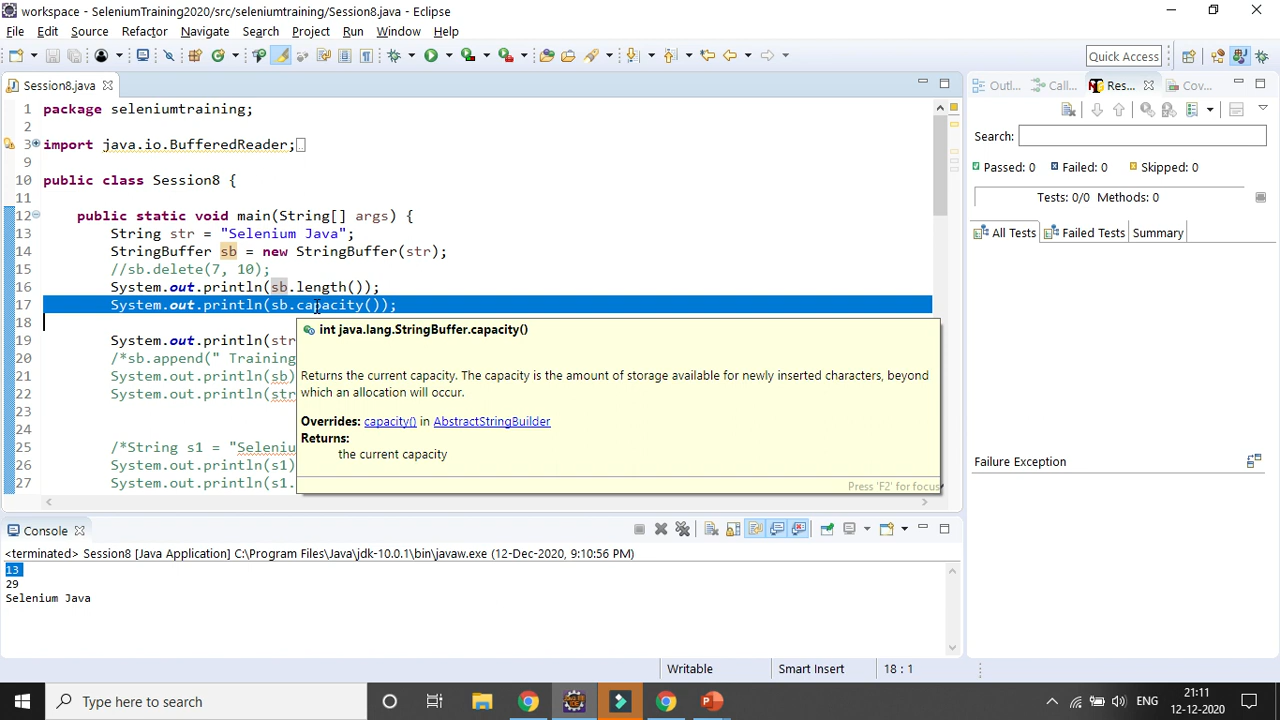 workspace - SeleniumTraining2020/src/seleniumtraining/Session8.java - Eclipse
File Edit Source Refactor Navigate Search Project Run Window Help
Quick Access
Session8.java
Outl... Call... Res... Cov...
1 package seleniumtraining;
2
3 import java.io.BufferedReader;
9
10 public class Session8 {
11
12 public static void main(String[] args) {
13 String str = "Selenium Java";
14 StringBuffer sb = new StringBuffer(str);
15 //sb.delete(7, 10);
16 System.out.println(sb.length());
17 System.out.println(sb.capacity());
18
19 System.out.println(str
20 /*sb.append(" Training
21 System.out.println(sb)
22 System.out.println(str
23
24
25 /*String s1 = "Seleniu
26 System.out.println(s1)
27 System.out.println(s1.
int java.lang.StringBuffer.capacity()
Returns the current capacity. The capacity is the amount of storage available for newly inserted characters, beyond
which an allocation will occur.
Overrides: capacity() in AbstractStringBuilder
Returns:
the current capacity
Press 'F2' for focus
Search:
Passed: 0 Failed: 0 Skipped: 0
Tests: 0/0 Methods: 0
All Tests Failed Tests Summary
Failure Exception
Console
<terminated> Session8 [Java Application] C:\Program Files\Java\jdk-10.0.1\bin\javaw.exe (12-Dec-2020, 9:10:56 PM)
13
29
Selenium Java
Writable Smart Insert 18 : 1
Type here to search
ENG
21:11
12-12-2020